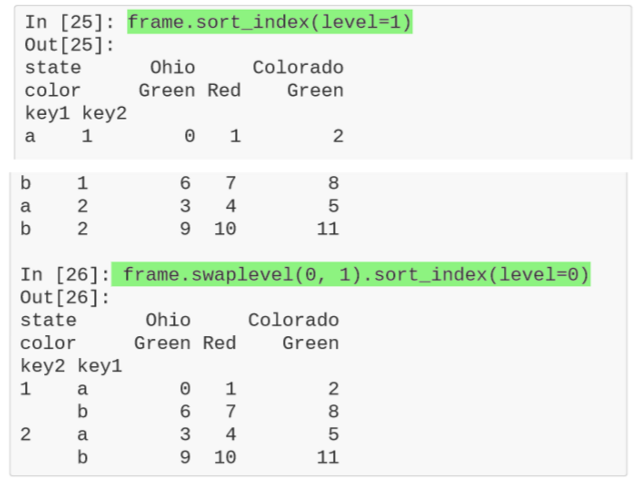 In [25]: frame.sort_index(level=1)
Out[25]:
state      Ohio     Colorado
color     Green Red    Green
key1 key2
a    1        0   1        2
b    1        6   7        8
a    2        3   4        5
b    2        9  10       11
In [26]: frame.swaplevel(0, 1).sort_index(level=0)
Out[26]:
state      Ohio     Colorado
color     Green Red    Green
key2 key1
1    a        0   1        2
     b        6   7        8
2    a        3   4        5
     b        9  10       11